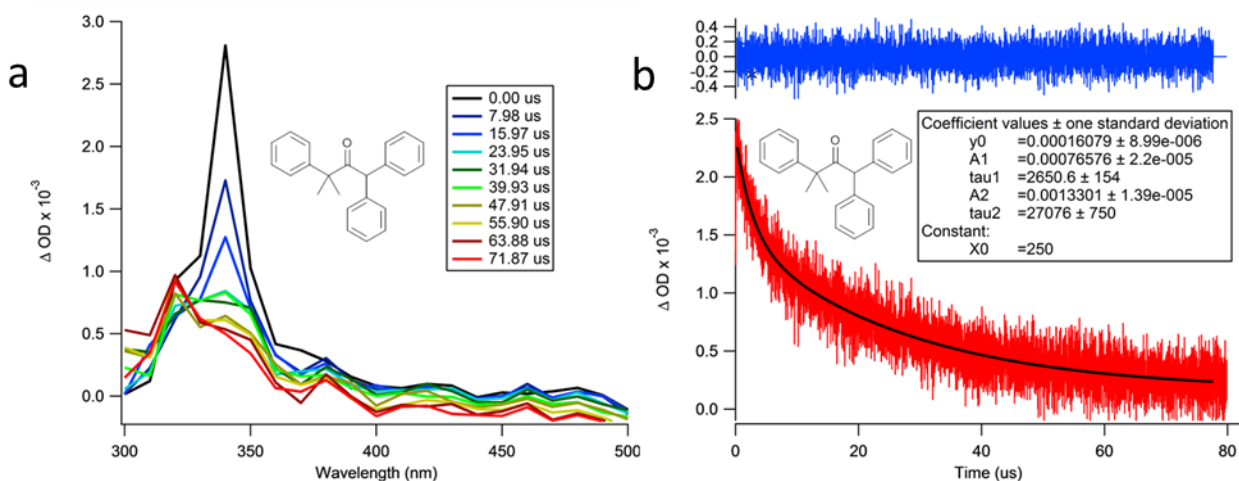 a
Δ OD x 10⁻³
3.0
2.5
2.0
1.5
1.0
0.5
0.0
300
350
400
450
500
Wavelength (nm)
O
0.00 us
7.98 us
15.97 us
23.95 us
31.94 us
39.93 us
47.91 us
55.90 us
63.88 us
71.87 us
b
0.4
0.2
0.0
-0.2
-0.4
Δ OD x 10⁻³
2.5
2.0
1.5
1.0
0.5
0.0
0
20
40
60
80
Time (us)
O
Coefficient values ± one standard deviation
y0 =0.00016079 ± 8.99e-006
A1 =0.00076576 ± 2.2e-005
tau1 =2650.6 ± 154
A2 =0.0013301 ± 1.39e-005
tau2 =27076 ± 750
Constant:
X0 =250